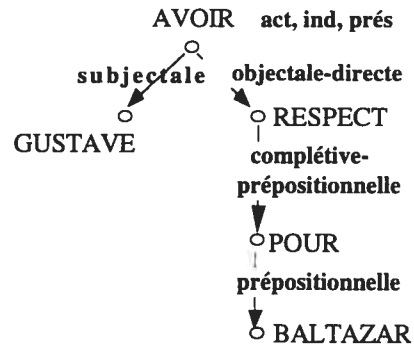 AVOIR act, ind, prés
subjectale objectale-directe
RESPECT
GUSTAVE
complétive-
prépositionnelle
POUR
prépositionnelle
BALTAZAR